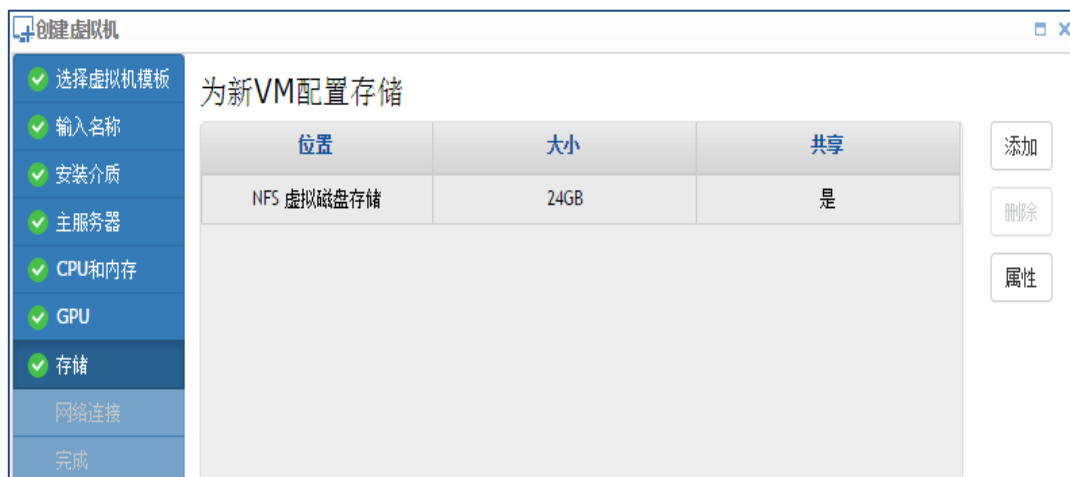 创建虚拟机
选择虚拟机模板
输入名称
安装介质
主服务器
CPU和内存
GPU
存储
网络连接
完成
为新VM配置存储
位置 大小 共享
NFS 虚拟磁盘存储 24GB 是
添加
删除
属性